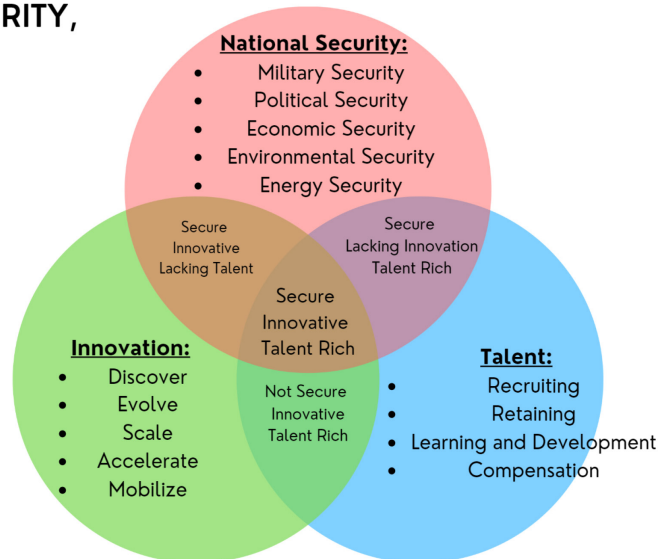 RITY,
National Security:
• Military Security
• Political Security
• Economic Security
• Environmental Security
• Energy Security
Secure
Innovative
Lacking Talent
Secure
Lacking Innovation
Talent Rich
Secure
Innovative
Talent Rich
Innovation:
• Discover
• Evolve
• Scale
• Accelerate
• Mobilize
Not Secure
Innovative
Talent Rich
Talent:
• Recruiting
• Retaining
• Learning and Development
• Compensation